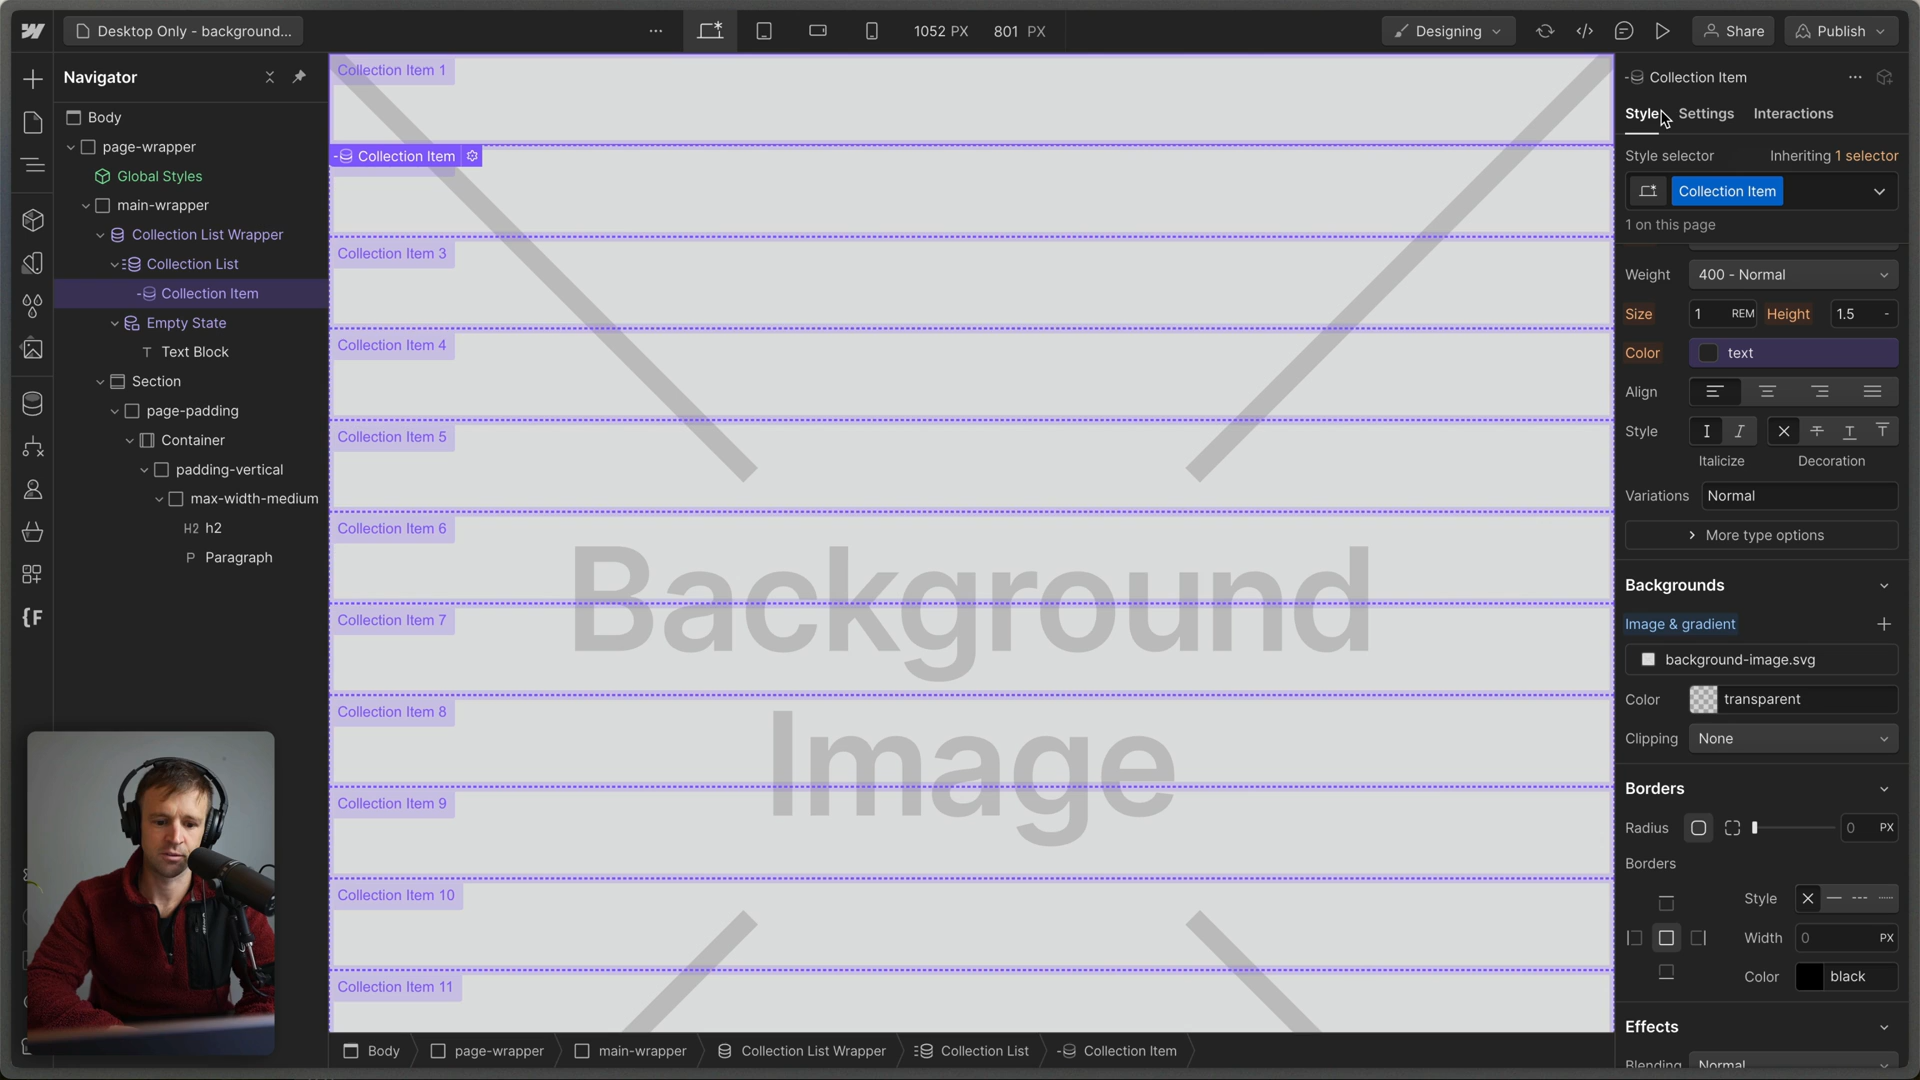 Desktop Only - background...
1052 PX
801 PX
Designing
Share
Publish
Navigator
Body
page-wrapper
Global Styles
main-wrapper
Collection List Wrapper
Collection List
Collection Item
Empty State
Text Block
Section
page-padding
Container
padding-vertical
max-width-medium
H2 h2
P Paragraph
Collection Item 1
Collection Item
Collection Item 3
Collection Item 4
Collection Item 5
Collection Item 6
Collection Item 7
Collection Item 8
Collection Item 9
Collection Item 10
Collection Item 11
Background
Image
Body
page-wrapper
main-wrapper
Collection List Wrapper
Collection List
Collection Item
Collection Item
Style
Settings
Interactions
Style selector
Inheriting 1 selector
Collection Item
1 on this page
Weight
400 - Normal
Size
1 REM
Height
1.5 -
Color
text
Align
Style
Italicize
Decoration
Variations
Normal
More type options
Backgrounds
Image & gradient
background-image.svg
Color
transparent
Clipping
None
Borders
Radius
0 PX
Borders
Style
Width
0 PX
Color
black
Effects
Blending
Normal